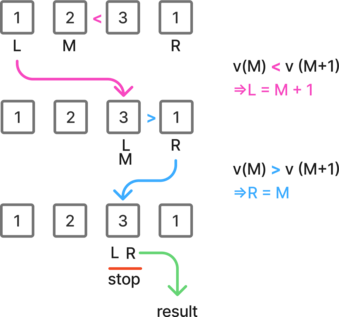 1 2 < 3 1
L M R
v(M) < v (M+1)
⇒L = M + 1
1 2 3 > 1
L R
M
v(M) > v (M+1)
⇒R = M
1 2 3 1
L R
stop
result